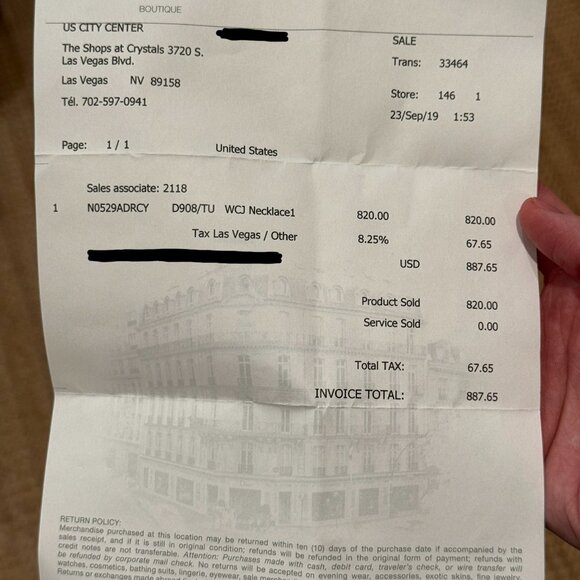 BOUTIQUE
US CITY CENTER
The Shops at Crystals 3720 S.
Las Vegas Blvd.
Las Vegas NV 89158
Tél. 702-597-0941
SALE
Trans: 33464
Store: 146 1
23/Sep/19 1:53
Page: 1 / 1 United States
Sales associate: 2118
1 N0529ADRCY D908/TU WCJ Necklace1 820.00 820.00
Tax Las Vegas / Other 8.25% 67.65
USD 887.65
Product Sold 820.00
Service Sold 0.00
Total TAX: 67.65
INVOICE TOTAL: 887.65
RETURN POLICY:
Merchandise purchased at this location may be returned within ten (10) days of the purchase date if accompanied by the
sales receipt, and if it is still in original condition; refunds will be refunded in the original form of payment; refunds with
credit notes are not transferable. Attention: Purchases made with cash, debit card, traveler's check, or wire transfer will
be refunded by corporate mail check. No returns will be accepted on evening wear, accessories, exotic skins, fine jewelry,
watches, cosmetics, bathing suits, lingerie, eyewear, sale
Returns or exchanges made